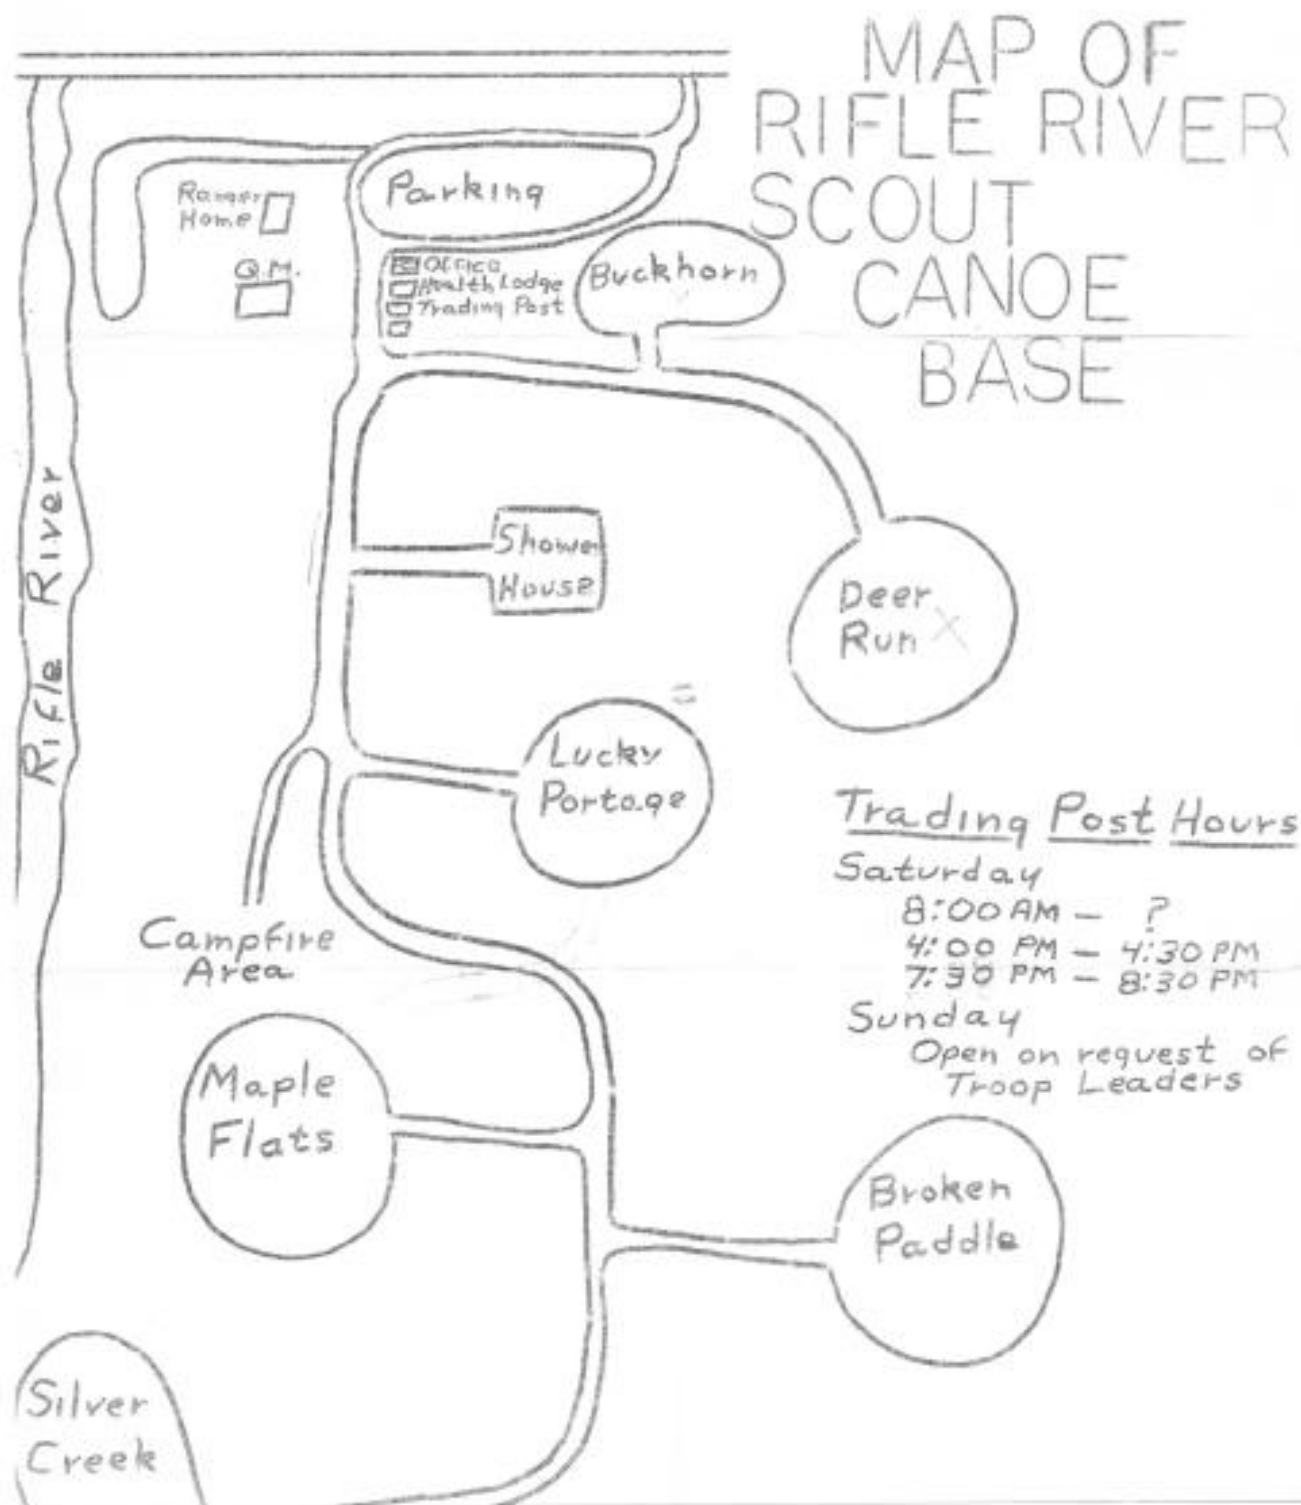 MAP OF
RIFLE RIVER
SCOUT
CANOE
BASE
Parking
Ranger
Home
Q.M.
Office
Health Lodge
Trading Post
Buckhorn
Shower
House
Deer
Run
Rifle River
Lucky
Portage
Trading Post Hours
Saturday
8:00 AM — ?
4:00 PM — 4:30 PM
7:30 PM — 8:30 PM
Sunday
Open on request of
Troop Leaders
Campfire
Area
Maple
Flats
Broken
Paddle
Silver
Creek